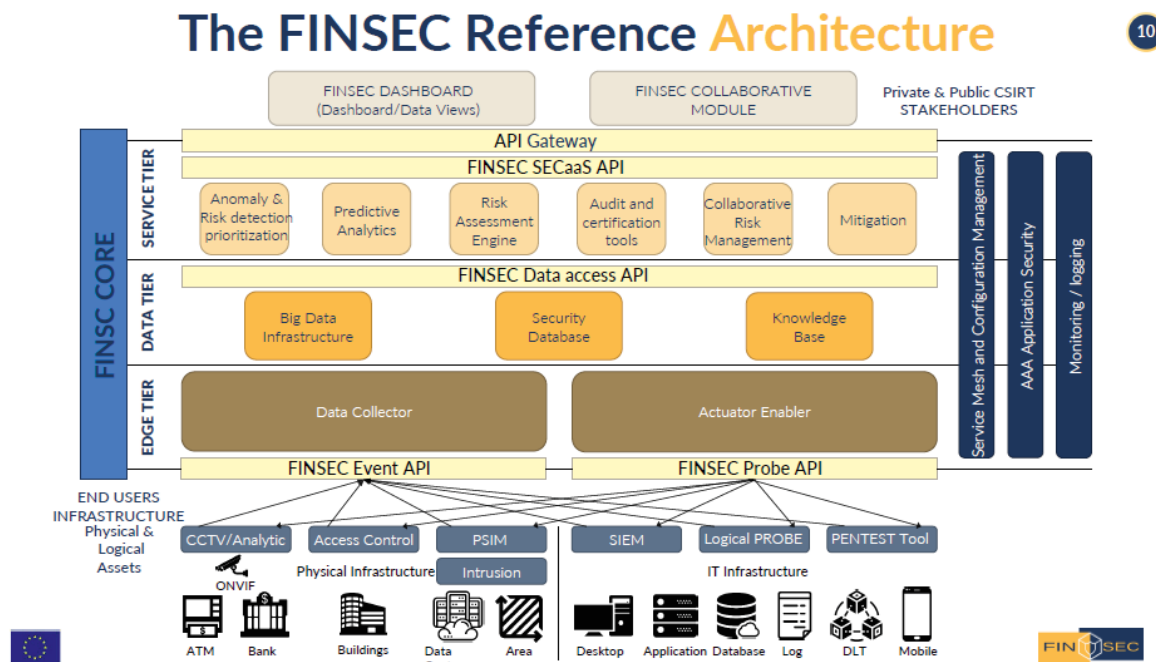 The FINSEC Reference Architecture
10
FINSEC DASHBOARD
(Dashboard/Data Views)
FINSEC COLLABORATIVE
MODULE
Private & Public CSIRT
STAKEHOLDERS
FINSC CORE
API Gateway
SERVICE TIER
FINSEC SECaaS API
Anomaly &
Risk detection
prioritization
Predictive
Analytics
Risk
Assessment
Engine
Audit and
certification
tools
Collaborative
Risk
Management
Mitigation
DATA TIER
FINSEC Data access API
Big Data
Infrastructure
Security
Database
Knowledge
Base
EDGE TIER
Data Collector
Actuator Enabler
FINSEC Event API
FINSEC Probe API
Service Mesh and Configuration Management
AAA Application Security
Monitoring / logging
END USERS
INFRASTRUCTURE
Physical &
Logical
Assets
CCTV/Analytic
Access Control
PSIM
SIEM
Logical PROBE
PENTEST Tool
ONVIF
Physical Infrastructure
Intrusion
IT Infrastructure
ATM
Bank
Buildings
Data
Area
Desktop
Application
Database
Log
DLT
Mobile
FINSEC